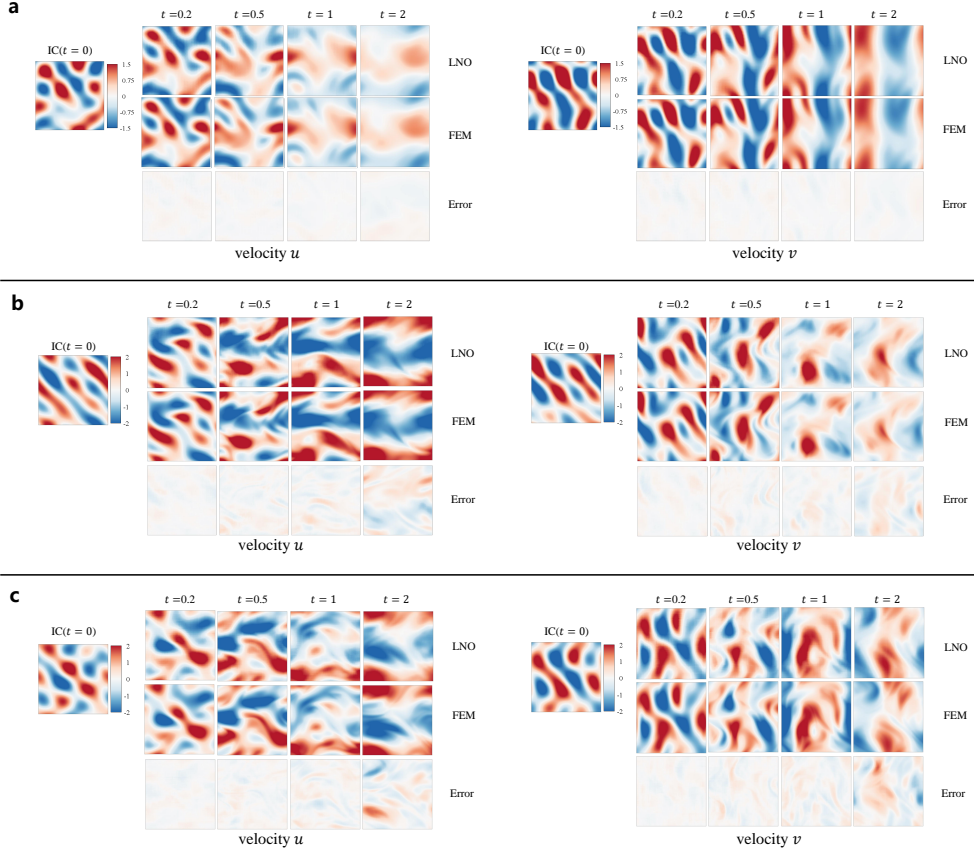 a
t =0.2 t =0.5 t = 1 t = 2
IC(t = 0)
1.5
0.75
0
-0.75
-1.5
LNO
FEM
Error
velocity u
t =0.2 t =0.5 t = 1 t = 2
IC(t = 0)
1.5
0.75
0
-0.75
-1.5
LNO
FEM
Error
velocity v
b
t =0.2 t =0.5 t = 1 t = 2
IC(t = 0)
2
1
0
-1
-2
LNO
FEM
Error
velocity u
t =0.2 t =0.5 t = 1 t = 2
IC(t = 0)
2
1
0
-1
-2
LNO
FEM
Error
velocity v
c
t =0.2 t =0.5 t = 1 t = 2
IC(t = 0)
2
1
0
-1
-2
LNO
FEM
Error
velocity u
t =0.2 t =0.5 t = 1 t = 2
IC(t = 0)
2
1
0
-1
-2
LNO
FEM
Error
velocity v